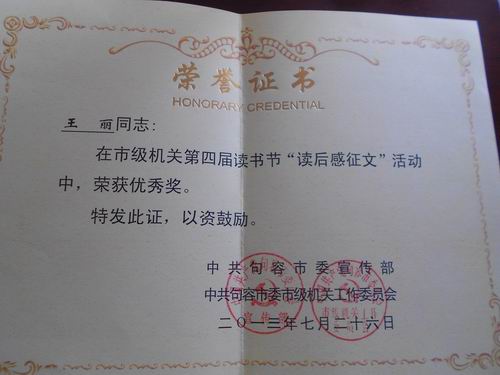 荣誉证书
HONORARY CREDENTIAL
王 丽同志：
在市级机关第四届读书节“读后感征文”活动
中，荣获优秀奖。
特发此证，以资鼓励。
中共句容市委宣传部
中共句容市委市级机关工作委员会
二〇一三年七月二十六日
宣传部